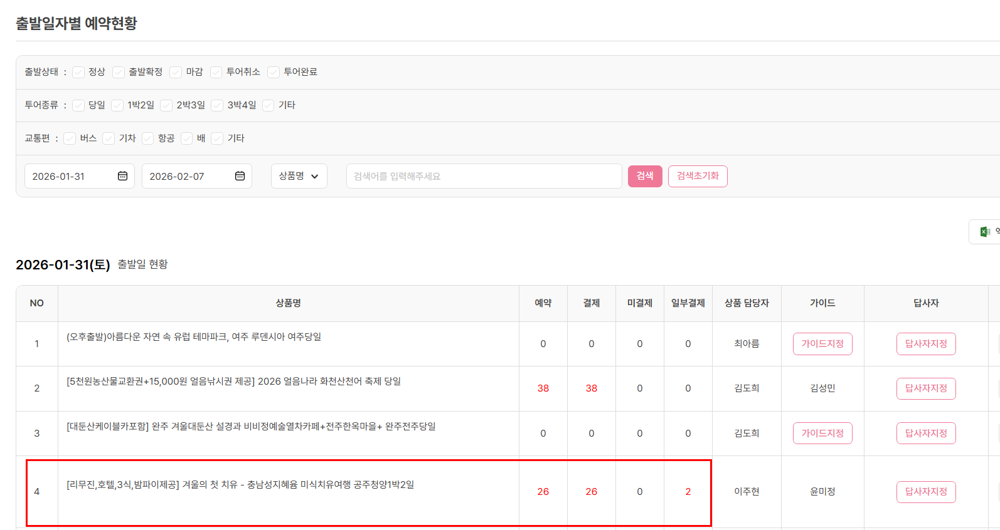 출발일자별 예약현황
출발상태 : 정상 출발확정 마감 투어취소 투어완료
투어종류 : 당일 1박2일 2박3일 3박4일 기타
교통편 : 버스 기차 항공 배 기타
2026-01-31 2026-02-07 상품명 검색어를 입력해주세요 검색 검색초기화
2026-01-31(토) 출발일 현황
NO 상품명 예약 결제 미결제 일부결제 상품 담당자 가이드 답사자
1 (오후출발)아름다운 자연 속 유럽 테마파크, 여주 루덴시아 여주당일 0 0 0 0 최아름 가이드지정 답사자지정
2 [5천원농산물교환권+15,000원 얼음낚시권 제공] 2026 얼음나라 화천산천어 축제 당일 38 38 0 0 김도희 김성민 답사자지정
3 [대둔산케이블카포함] 완주 겨울대둔산 설경과 비비정예술열차카페+전주한옥마을+ 완주전주당일 0 0 0 0 김도희 가이드지정 답사자지정
4 [리무진,호텔,3식,밤파이제공] 겨울의 첫 치유 - 충남성지혜윰 미식치유여행 공주청양1박2일 26 26 0 2 이주현 윤미정 답사자지정